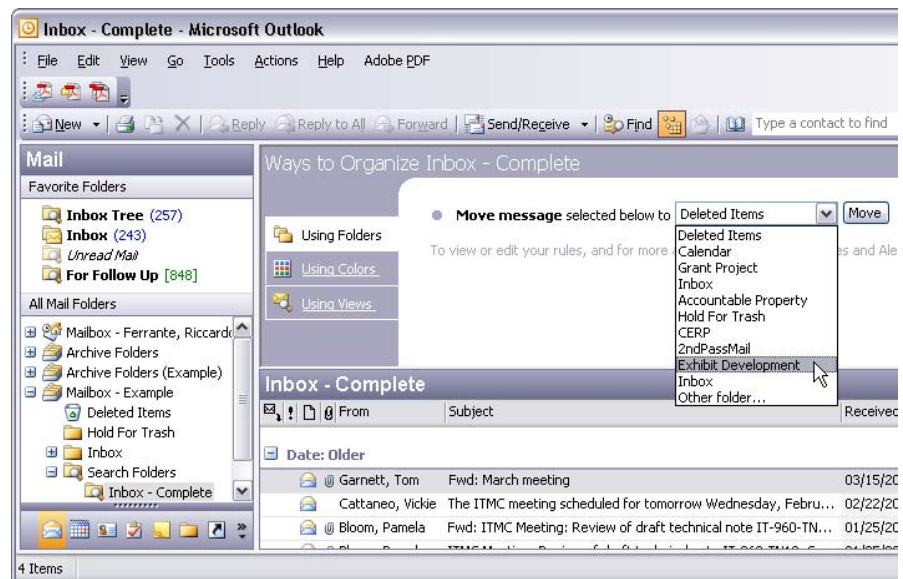 Inbox - Complete - Microsoft Outlook
File Edit View Go Tools Actions Help Adobe PDF
New Reply Reply to All Forward Send/Receive Find Type a contact to find
Mail
Favorite Folders
Inbox Tree (257)
Inbox (243)
Unread Mail
For Follow Up [848]
All Mail Folders
Mailbox - Ferrante, Riccardo
Archive Folders
Archive Folders (Example)
Mailbox - Example
Deleted Items
Hold For Trash
Inbox
Search Folders
Inbox - Complete
Ways to Organize Inbox - Complete
Using Folders
Using Colors
Using Views
Move message selected below to Deleted Items Move
To view or edit your rules, and for more
es and Ale
Deleted Items
Calendar
Grant Project
Inbox
Accountable Property
Hold For Trash
CERP
2ndPassMail
Exhibit Development
Inbox
Other folder...
Inbox - Complete
From Subject Received
Date: Older
Garnett, Tom Fwd: March meeting 03/15/20
Cattaneo, Vickie The ITMC meeting scheduled for tomorrow Wednesday, Febru... 02/22/20
Bloom, Pamela Fwd: ITMC Meeting: Review of draft technical note IT-960-TN... 01/25/20
4 Items